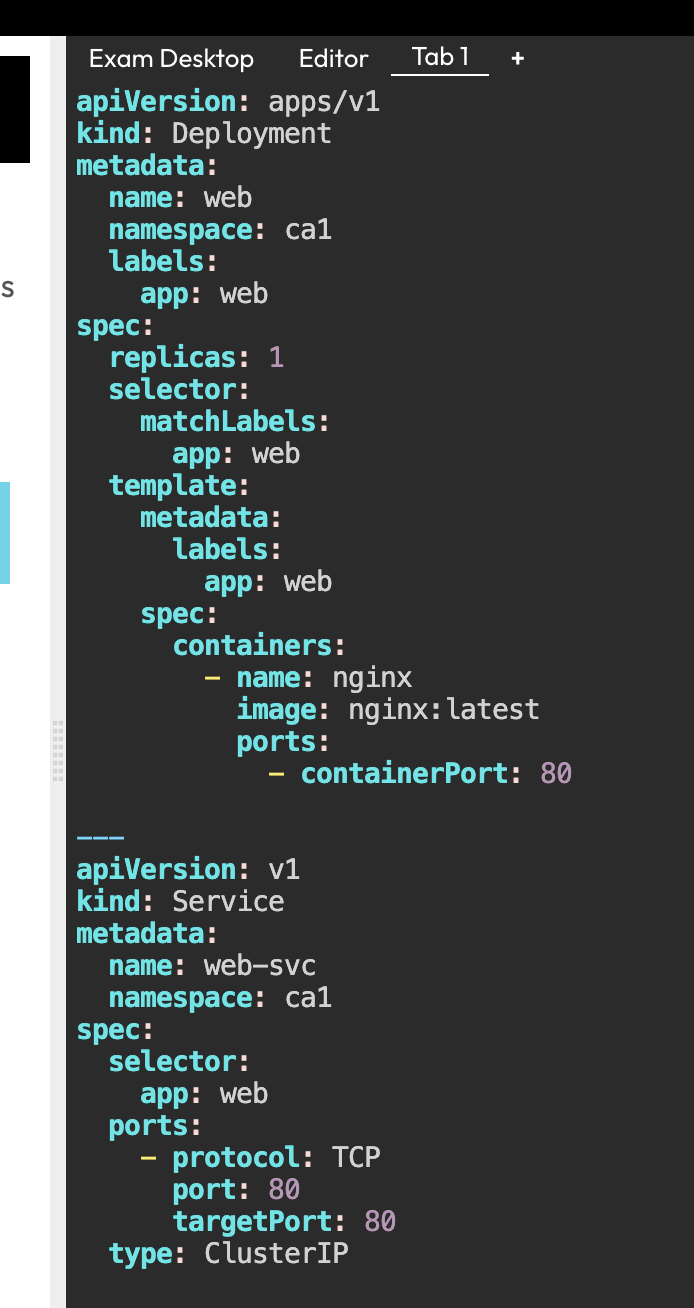 Exam Desktop Editor Tab 1 +
s
apiVersion: apps/v1
kind: Deployment
metadata:
  name: web
  namespace: ca1
  labels:
    app: web
spec:
  replicas: 1
  selector:
    matchLabels:
      app: web
  template:
    metadata:
      labels:
        app: web
    spec:
      containers:
        - name: nginx
          image: nginx:latest
          ports:
            - containerPort: 80

---
apiVersion: v1
kind: Service
metadata:
  name: web-svc
  namespace: ca1
spec:
  selector:
    app: web
  ports:
    - protocol: TCP
      port: 80
      targetPort: 80
  type: ClusterIP